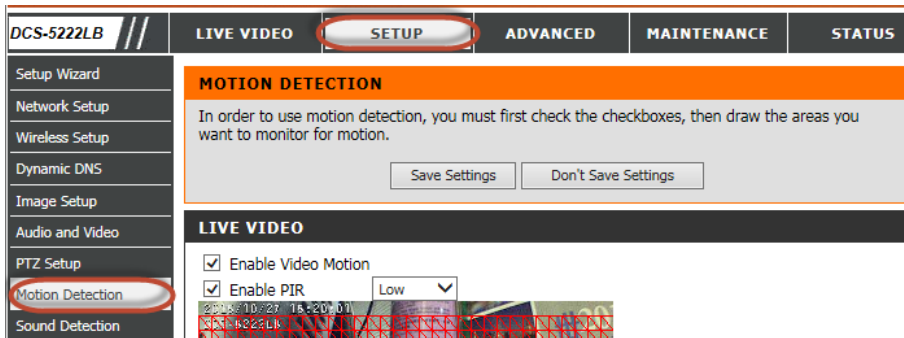 DCS-5222LB // LIVE VIDEO SETUP ADVANCED MAINTENANCE STATUS
Setup Wizard
Network Setup
Wireless Setup
Dynamic DNS
Image Setup
Audio and Video
PTZ Setup
Motion Detection
Sound Detection
MOTION DETECTION
In order to use motion detection, you must first check the checkboxes, then draw the areas you
want to monitor for motion.
Save Settings Don't Save Settings
LIVE VIDEO
Enable Video Motion
Enable PIR Low